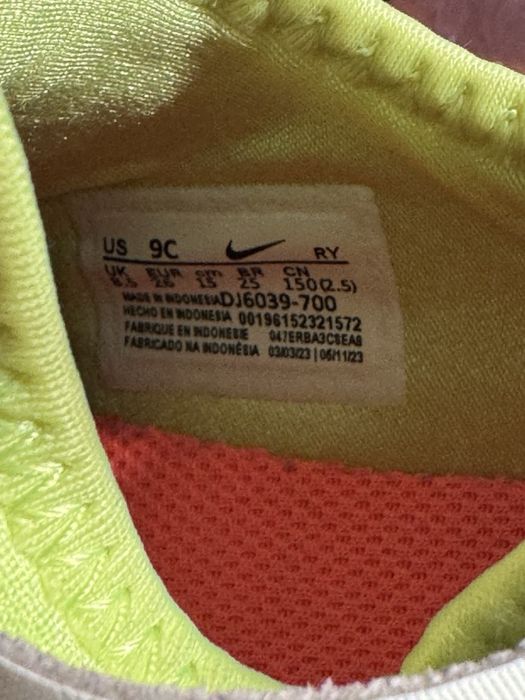 US 9C RY
UK EUR cm BR CN
8.5 26 15 25 150(2.5)
MADE IN INDONESIA DJ6039-700
HECHO EN INDONESIA 00196152321572
FABRIQUE EN INDONESIE
FABRICADO NA INDONÉSIA 03/03/23 | 05/11/23